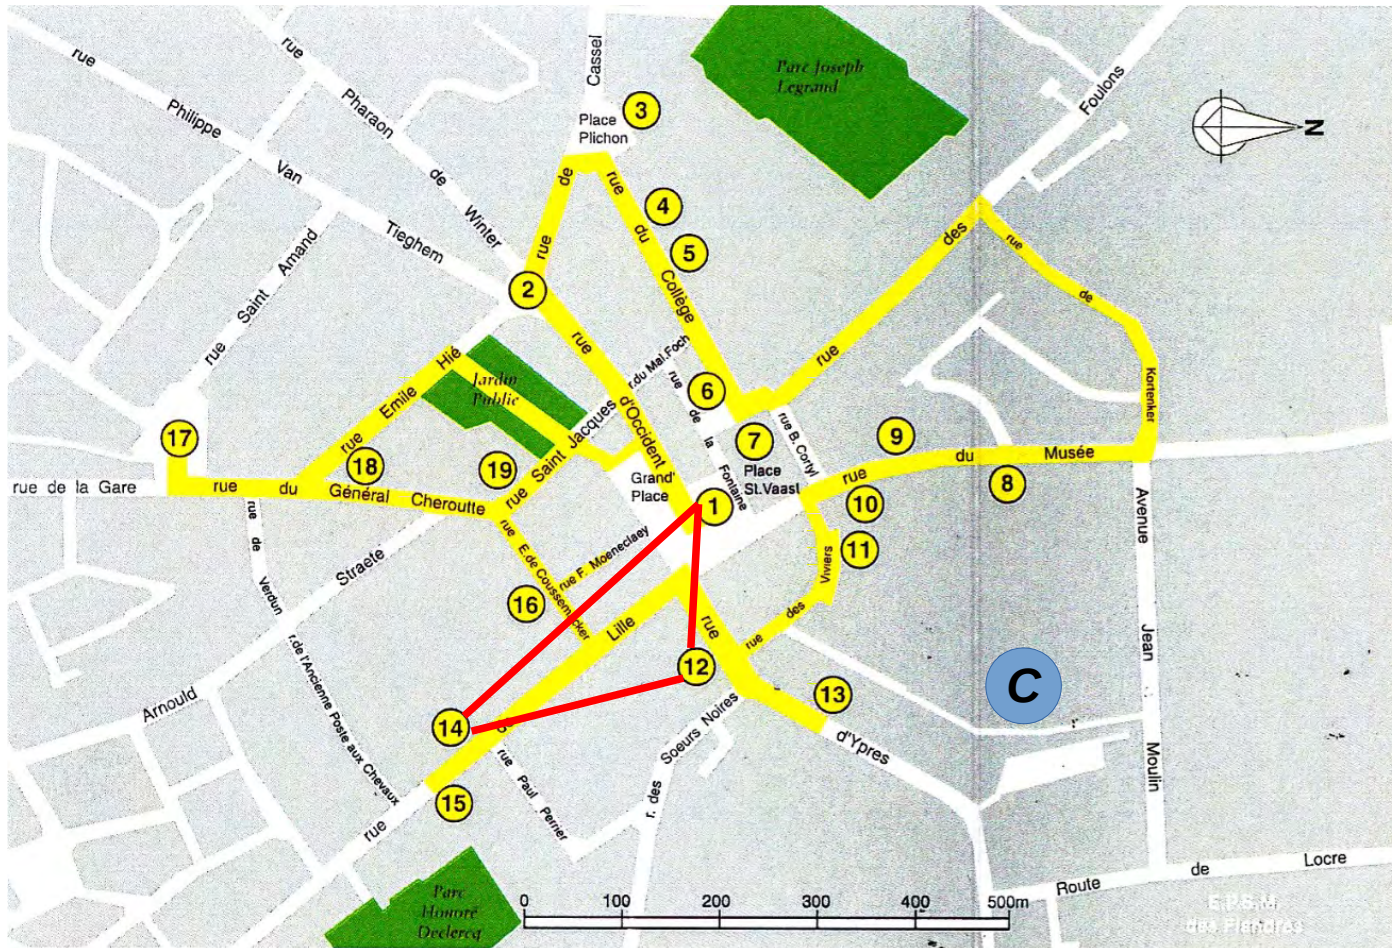 rue
Philippe
Van
Tieghem
rue
Pharaon
de
Winter
Cassel
Place
Plichon
3
Parc Joseph
Legrand
Foulons
N
de
rue
rue
du
Collège
4
5
2
rue
d'Occident
rue
des
rue
de
Kortenker
rue Saint Amand
rue Emile Hié
Jardin
Public
r.du Mal.Foch
rue
de
la
Fontaine
6
7
Place
St.Vaast
rue B. Cortyl
9
rue
du
Musée
8
10
11
17
18
19
rue Saint Jacques
Grand'
Place
1
rue de la Gare
rue
du
Général
Cheroutte
rue
de
Verdun
Straete
Arnould
rue
E.de Coussemacker
rue F. Moeneclaey
16
Lille
rue
12
Viviers
des
rue
13
C
Avenue
Jean
Moulin
14
15
rue
r.de l'Ancienne Poste aux Chevaux
rue
Paul
Perrier
r. des
Soeurs
Noires
d'Ypres
Parc
Honoré
Declercq
0
100
200
300
400
500m
Route
de
Locre
E.P.S.M.
des Flandres